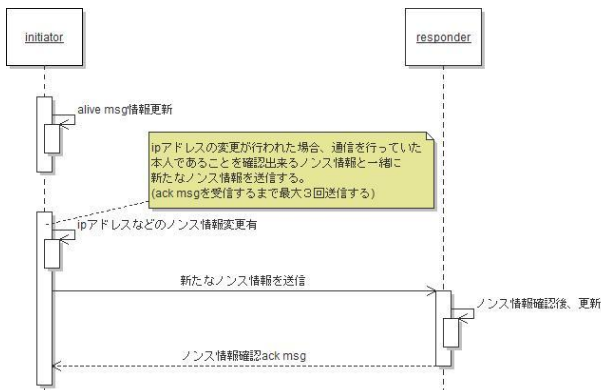 initiator
responder
alive msg情報更新
ipアドレスの変更が行われた場合、通信を行っていた
本人であることを確認出来るノンス情報と一緒に
新たなノンス情報を送信する。
(ack msgを受信するまで最大３回送信する)
ipアドレスなどのノンス情報変更有
新たなノンス情報を送信
ノンス情報確認後、更新
ノンス情報確認ack msg